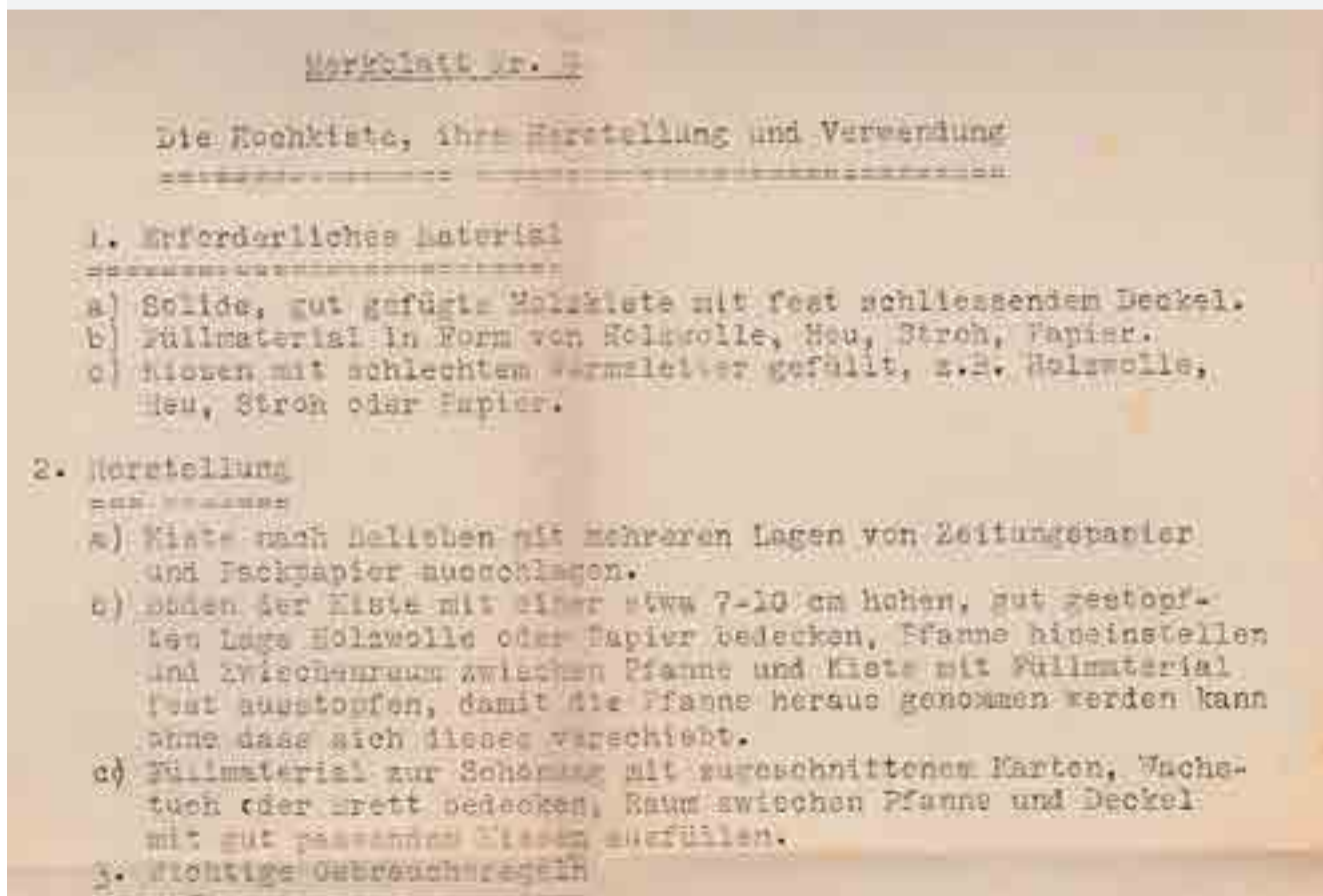 Merkblatt Nr.
Die Kochkiste, ihre Herstellung und Verwendung
1. Erforderliches Material
a) Solide, gut gefügte Holzkiste mit fest schliessendem Deckel.
b) Füllmaterial in Form von Holzwolle, Heu, Stroh, Papier.
c) Kissen mit schlechtem Wärmeleiter gefüllt, z.B. Holzwolle,
Heu, Stroh oder Papier.
2. Herstellung
a) Kiste nach Belieben mit mehreren Lagen von Zeitungspapier
und Packpapier ausschlagen.
b) Boden der Kiste mit einer etwa 7-10 cm hohen, gut gestopf-
ten Lage Holzwolle oder Papier bedecken, Pfanne hineinstellen
und Zwischenraum zwischen Pfanne und Kiste mit Füllmaterial
fest ausstopfen, damit die Pfanne heraus genommen werden kann
ohne dass sich dieses verschiebt.
c) Füllmaterial zur Schonung mit zugeschnittenem Karton, Wachs-
tuch oder Brett bedecken, Raum zwischen Pfanne und Deckel
mit gut passenden Kissen ausfüllen.
3. Wichtige Gebrauchsregeln